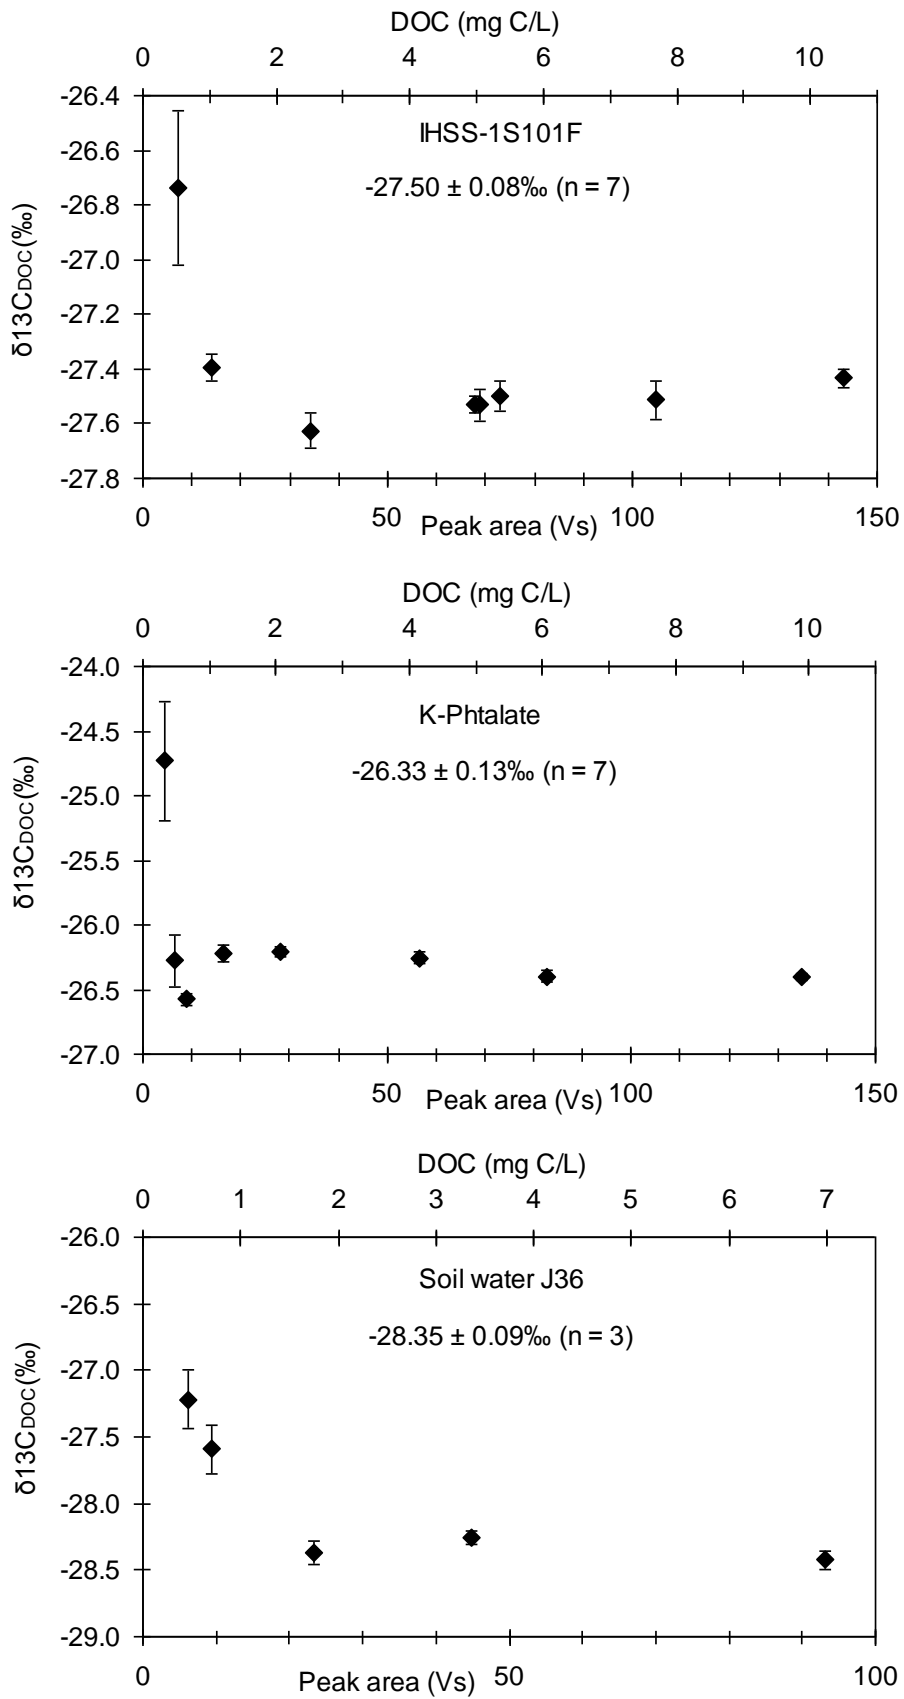 DOC (mg C/L)
0 2 4 6 8 10
-26.4
-26.6
-26.8
-27.0
-27.2
-27.4
-27.6
-27.8
δ13CDOC(‰)
IHSS-1S101F
-27.50 ± 0.08‰ (n = 7)
0 50 100 150
Peak area (Vs)
DOC (mg C/L)
0 2 4 6 8 10
-24.0
-24.5
-25.0
-25.5
-26.0
-26.5
-27.0
δ13CDOC(‰)
K-Phtalate
-26.33 ± 0.13‰ (n = 7)
0 50 100 150
Peak area (Vs)
DOC (mg C/L)
0 1 2 3 4 5 6 7
-26.0
-26.5
-27.0
-27.5
-28.0
-28.5
-29.0
δ13CDOC(‰)
Soil water J36
-28.35 ± 0.09‰ (n = 3)
0 50 100
Peak area (Vs)